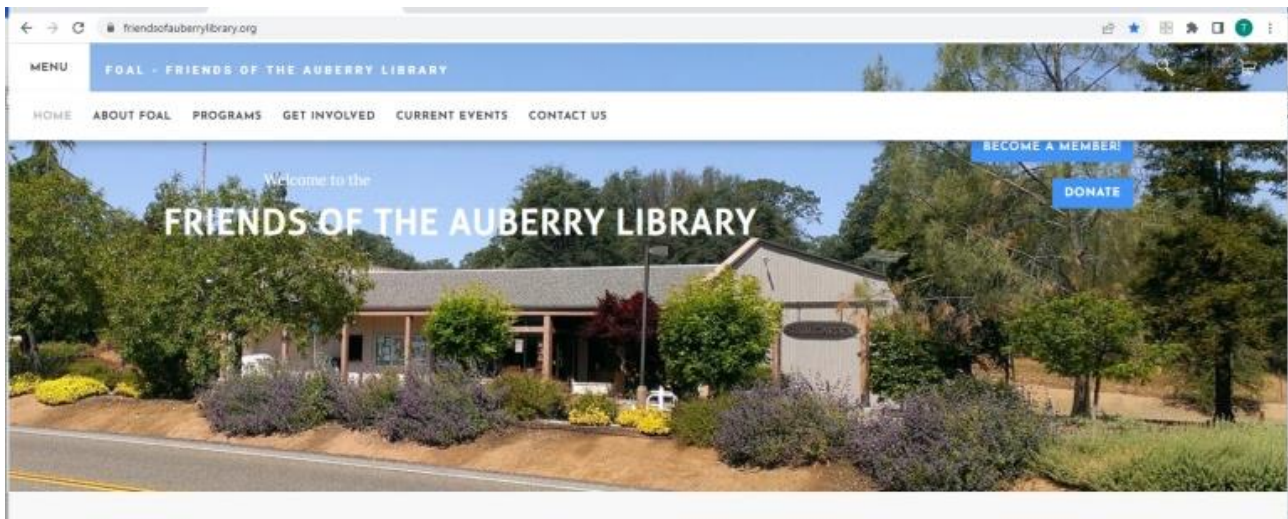 friendsofauberrylibrary.org
T
MENU
FOAL - FRIENDS OF THE AUBERRY LIBRARY
HOME ABOUT FOAL PROGRAMS GET INVOLVED CURRENT EVENTS CONTACT US
BECOME A MEMBER!
DONATE
Welcome to the
FRIENDS OF THE AUBERRY LIBRARY